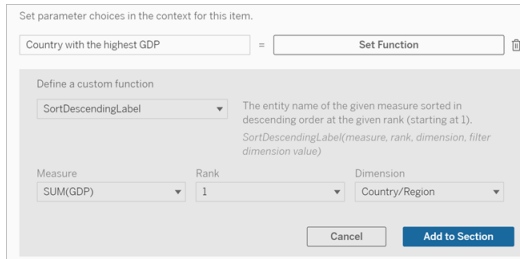 Set parameter choices in the context for this item.
Country with the highest GDP = Set Function
Define a custom function
SortDescendingLabel
The entity name of the given measure sorted in
descending order at the given rank (starting at 1).
SortDescendingLabel(measure, rank, dimension, filter
dimension value)
Measure Rank Dimension
SUM(GDP) 1 Country/Region
Cancel Add to Section